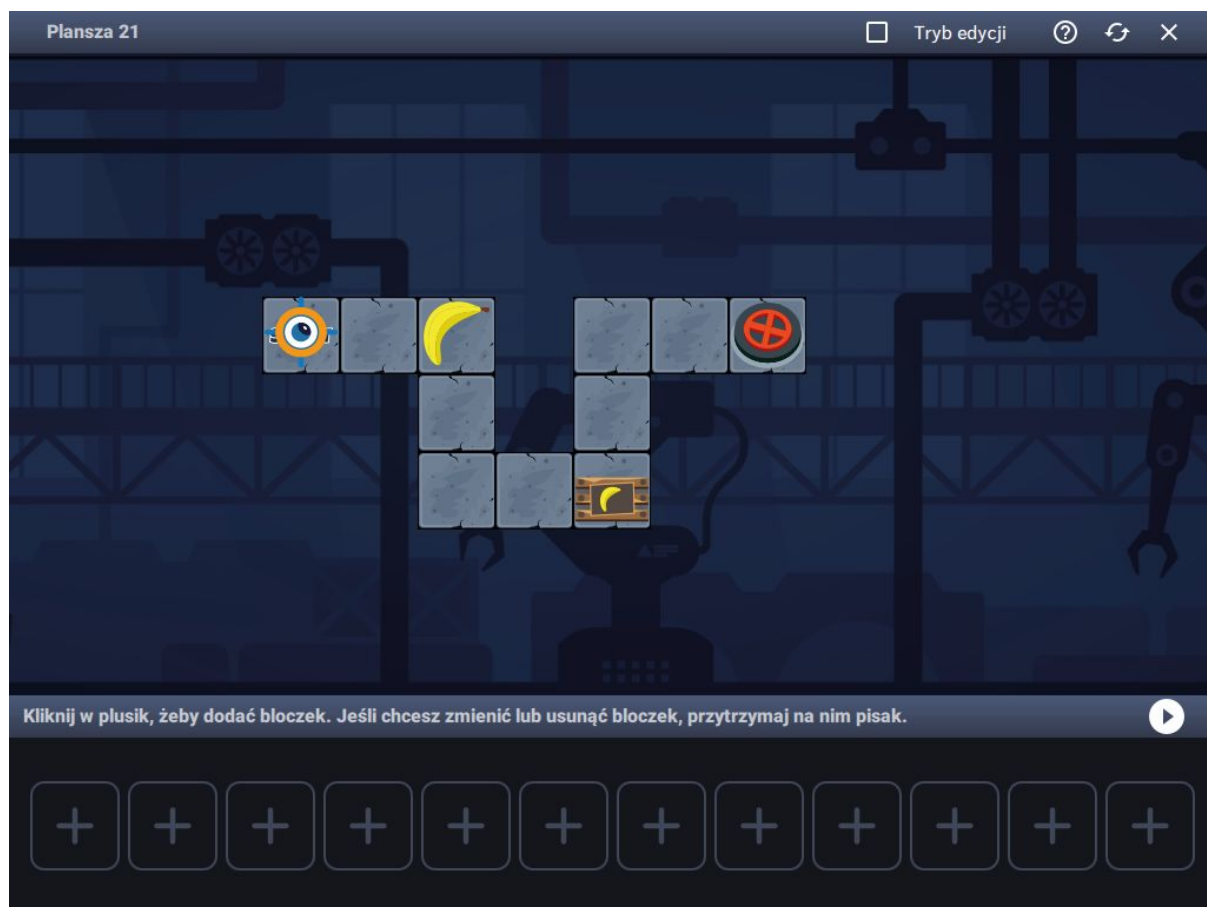 Plansza 21
Tryb edycji
Kliknij w plusik, żeby dodać bloczek. Jeśli chcesz zmienić lub usunąć bloczek, przytrzymaj na nim pisak.